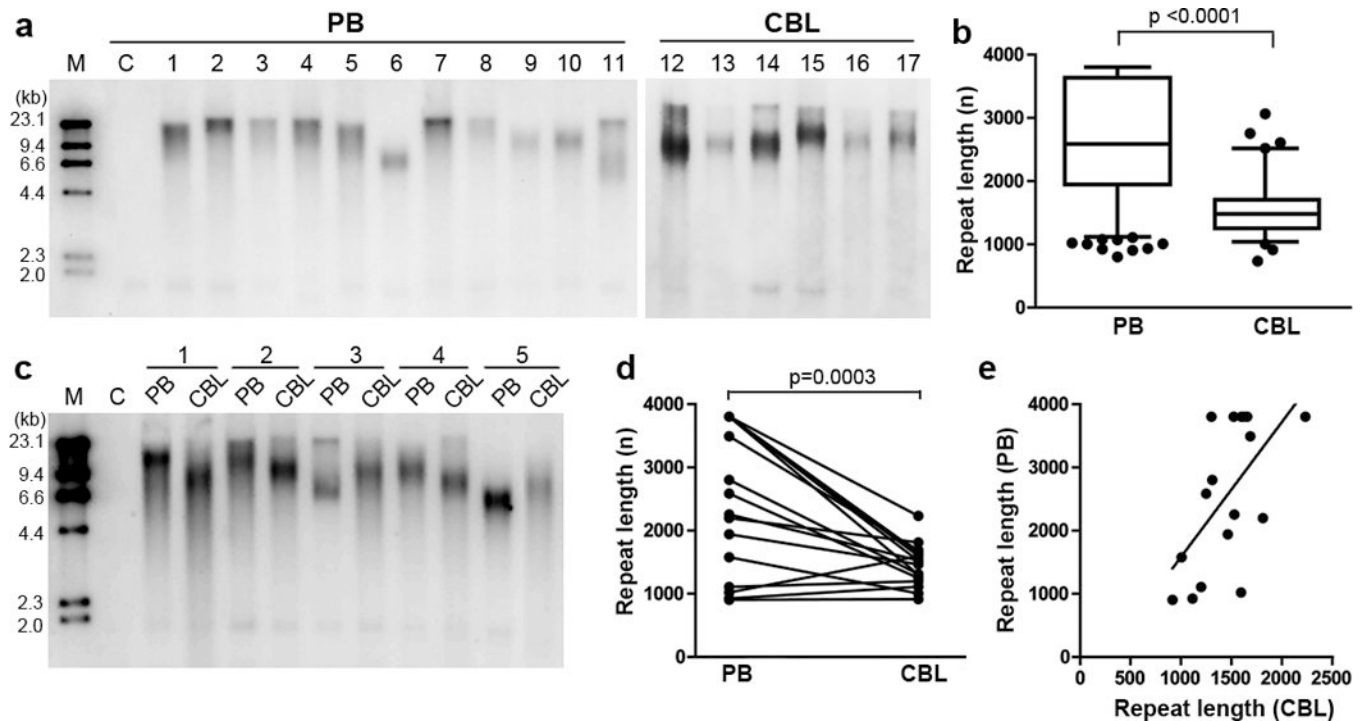 a
PB
CBL
M C 1 2 3 4 5 6 7 8 9 10 11
12 13 14 15 16 17
(kb)
23.1
9.4
6.6
4.4
2.3
2.0
b
p <0.0001
Repeat length (n)
4000
3000
2000
1000
0
PB CBL
c
1 2 3 4 5
M C PB CBL PB CBL PB CBL PB CBL PB CBL
(kb)
23.1
9.4
6.6
4.4
2.3
2.0
d
p=0.0003
Repeat length (n)
4000
3000
2000
1000
0
PB CBL
e
Repeat length (PB)
4000
3000
2000
1000
0
0 500 1000 1500 2000 2500
Repeat length (CBL)